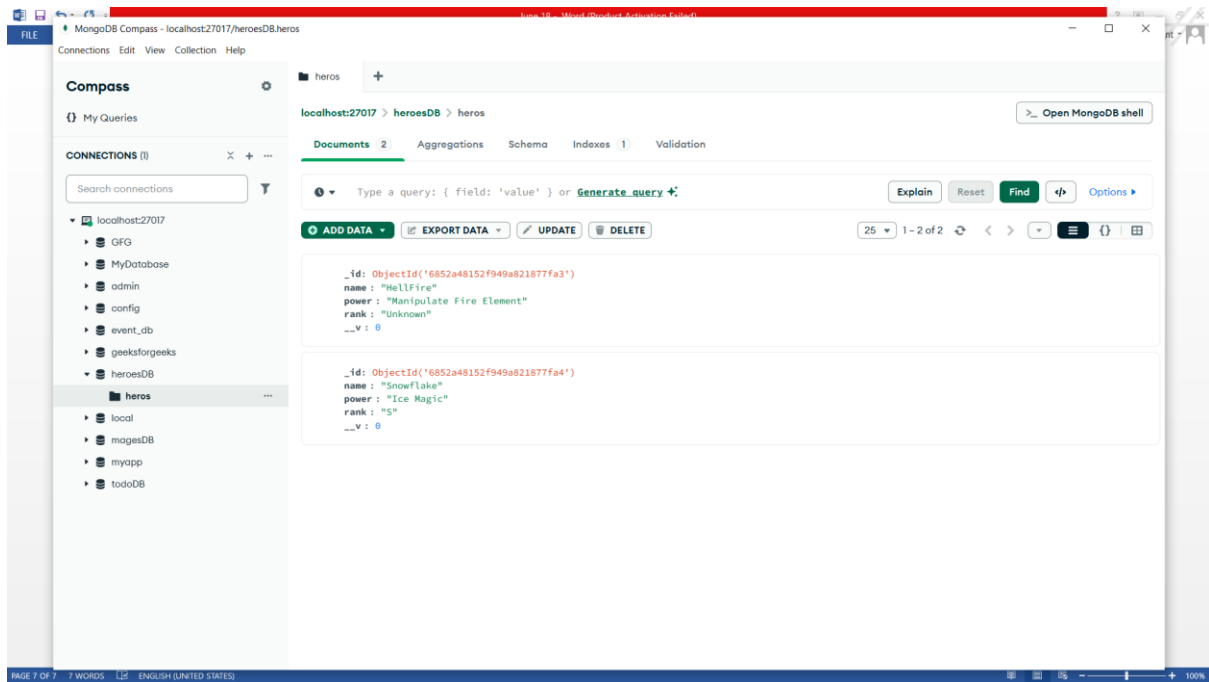 June 18 - Word (Product Activation Failed)
FILE
MongoDB Compass - localhost:27017/heroesDB.heros
Connections Edit View Collection Help
Compass
{} My Queries
CONNECTIONS (1)
Search connections
localhost:27017
GFG
MyDatabase
admin
config
event_db
geeksforgeeks
heroesDB
heros
local
magesDB
myapp
todoDB
heros
localhost:27017 > heroesDB > heros
>_ Open MongoDB shell
Documents 2 Aggregations Schema Indexes 1 Validation
Type a query: { field: 'value' } or Generate query
Explain Reset Find </> Options
ADD DATA EXPORT DATA UPDATE DELETE
25 1 – 2 of 2 {}
_id: ObjectId('6852a48152f949a821877fa3')
name : "HellFire"
power : "Manipulate Fire Element"
rank : "Unknown"
__v : 0
_id: ObjectId('6852a48152f949a821877fa4')
name : "Snowflake"
power : "Ice Magic"
rank : "S"
__v : 0
PAGE 7 OF 7 7 WORDS ENGLISH (UNITED STATES) 100%